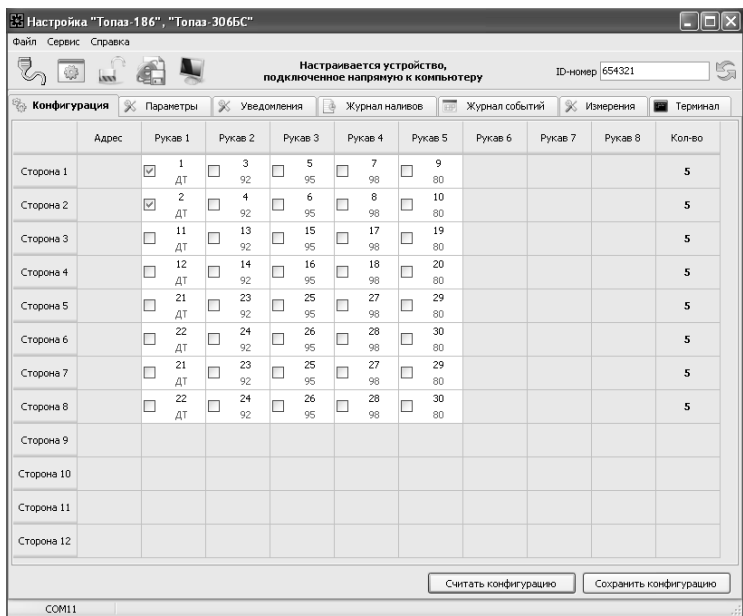 Настройка "Топаз-186", "Топаз-306БС"
Файл Сервис Справка
Настраивается устройство,
подключенное напрямую к компьютеру
ID-номер 654321
Конфигурация Параметры Уведомления Журнал наливов Журнал событий Измерения Терминал
Адрес Рукав 1 Рукав 2 Рукав 3 Рукав 4 Рукав 5 Рукав 6 Рукав 7 Рукав 8 Кол-во
Сторона 1 1 3 5 7 9 5
ДТ 92 95 98 80
Сторона 2 2 4 6 8 10 5
ДТ 92 95 98 80
Сторона 3 11 13 15 17 19 5
ДТ 92 95 98 80
Сторона 4 12 14 16 18 20 5
ДТ 92 95 98 80
Сторона 5 21 23 25 27 29 5
ДТ 92 95 98 80
Сторона 6 22 24 26 28 30 5
ДТ 92 95 98 80
Сторона 7 21 23 25 27 29 5
ДТ 92 95 98 80
Сторона 8 22 24 26 28 30 5
ДТ 92 95 98 80
Сторона 9
Сторона 10
Сторона 11
Сторона 12
Считать конфигурацию Сохранить конфигурацию
COM11